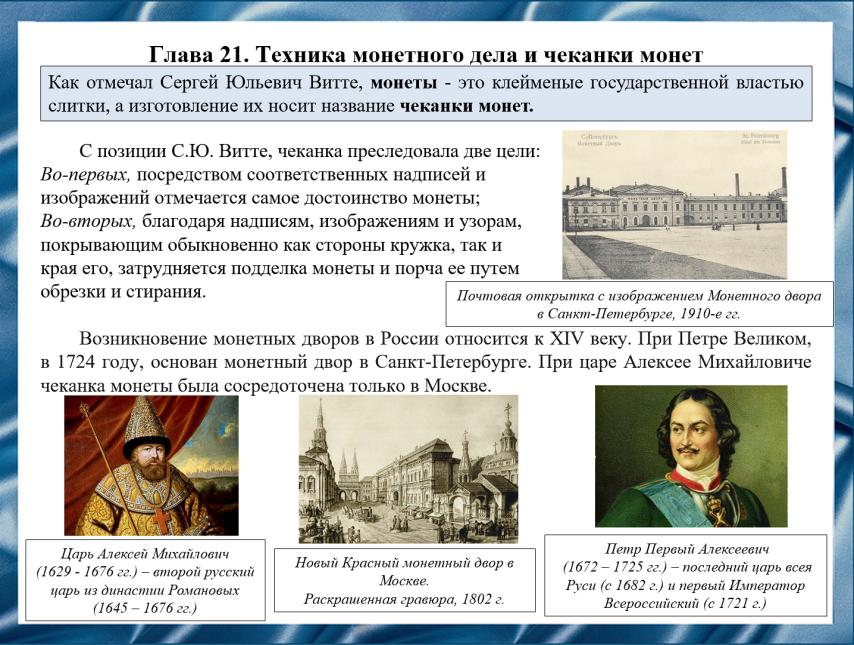 Глава 21. Техника монетного дела и чеканки монет
Как отмечал Сергей Юльевич Витте, монеты - это клейменые государственной властью
слитки, а изготовление их носит название чеканки монет.
С позиции С.Ю. Витте, чеканка преследовала две цели:
Во-первых, посредством соответственных надписей и
изображений отмечается самое достоинство монеты;
Во-вторых, благодаря надписям, изображениям и узорам,
покрывающим обыкновенно как стороны кружка, так и
края его, затрудняется подделка монеты и порча ее путем
обрезки и стирания.
С.-Петербургъ
Монетный Дворъ
St. Petersbourg
МОНЕТНЫЙ ДВОРЪ
Почтовая открытка с изображением Монетного двора
в Санкт-Петербурге, 1910-е гг.
Возникновение монетных дворов в России относится к XIV веку. При Петре Великом,
в 1724 году, основан монетный двор в Санкт-Петербурге. При царе Алексее Михайловиче
чеканка монеты была сосредоточена только в Москве.
Царь Алексей Михайлович
(1629 - 1676 гг.) – второй русский
царь из династии Романовых
(1645 – 1676 гг.)
Новый Красный монетный двор в
Москве.
Раскрашенная гравюра, 1802 г.
Петр Первый Алексеевич
(1672 – 1725 гг.) – последний царь всея
Руси (с 1682 г.) и первый Император
Всероссийский (с 1721 г.)